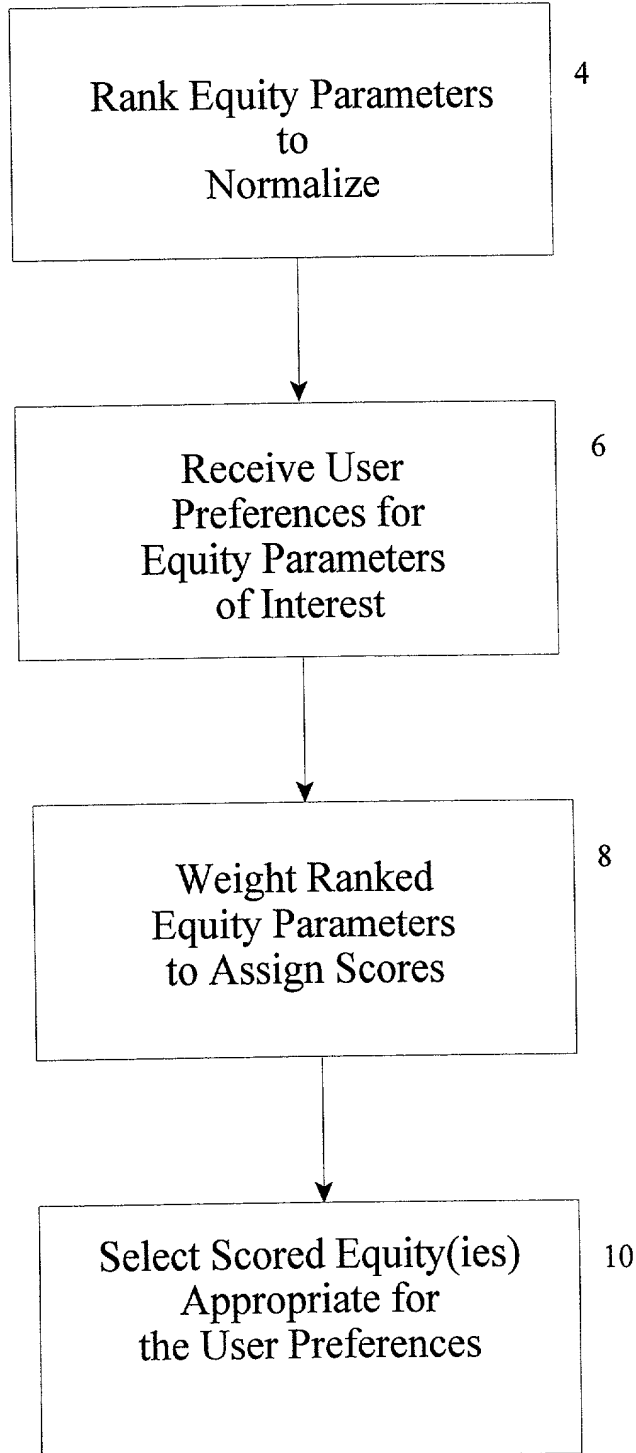 Rank Equity Parameters
to
Normalize
4
Receive User
Preferences for
Equity Parameters
of Interest
6
Weight Ranked
Equity Parameters
to Assign Scores
8
Select Scored Equity(ies)
Appropriate for
the User Preferences
10